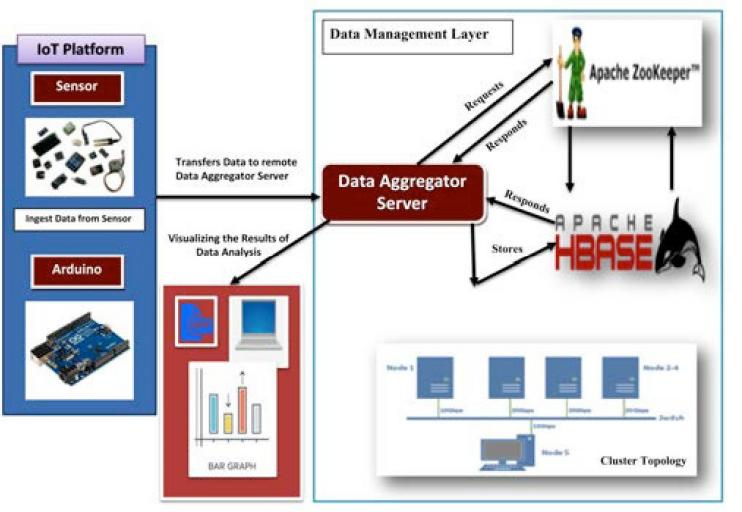 IoT Platform
Sensor
Ingest Data from Sensor
Arduino
Transfers Data to remote
Data Aggregator Server
Visualizing the Results of
Data Analysis
BAR GRAPH
Data Management Layer
Apache ZooKeeper™
Requests
Responds
Data Aggregator
Server
Responds
Stores
APACHE
HBASE
Node 1
Node 2-4
Switch
Node 5
Cluster Topology